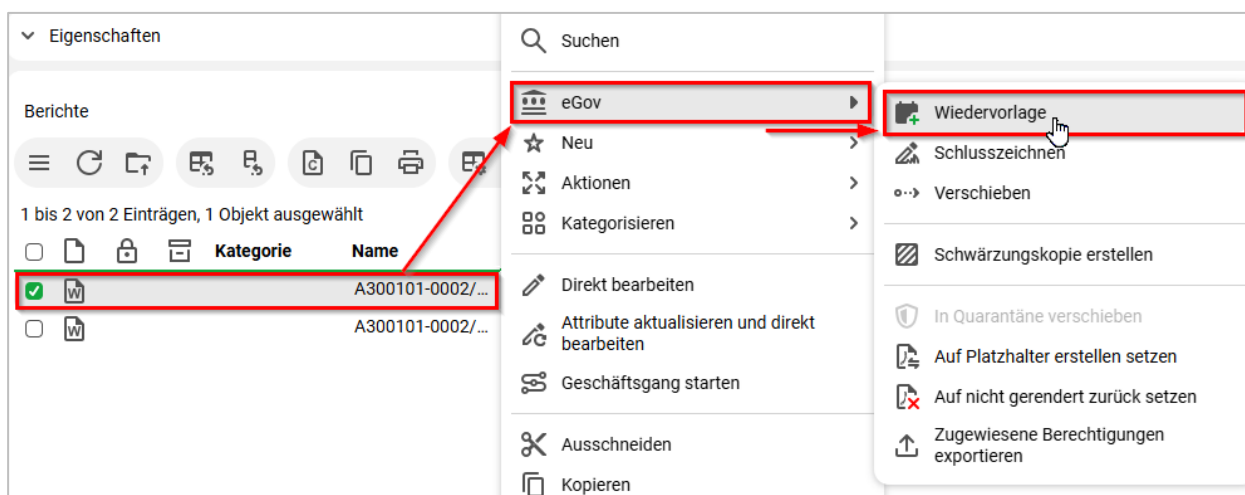 Eigenschaften
Berichte
1 bis 2 von 2 Einträgen, 1 Objekt ausgewählt
Kategorie Name
A300101-0002/...
A300101-0002/...
Suchen
eGov
Neu
Aktionen
Kategorisieren
Direkt bearbeiten
Attribute aktualisieren und direkt
bearbeiten
Geschäftsgang starten
Ausschneiden
Kopieren
Wiedervorlage
Schlusszeichnen
Verschieben
Schwärzungskopie erstellen
In Quarantäne verschieben
Auf Platzhalter erstellen setzen
Auf nicht gerendert zurück setzen
Zugewiesene Berechtigungen
exportieren